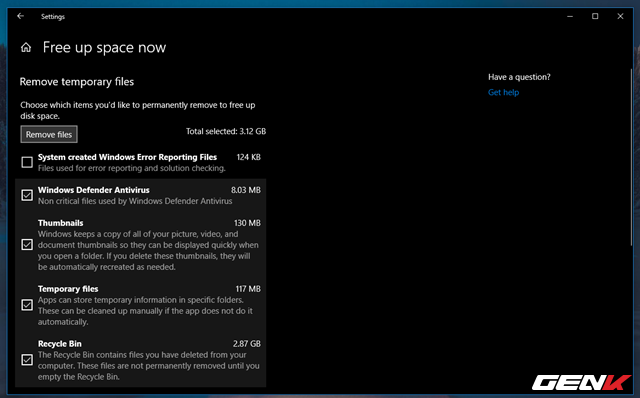 Settings
Free up space now
Remove temporary files
Have a question?
Get help
Choose which items you'd like to permanently remove to free up
disk space.
Remove files
Total selected: 3.12 GB
System created Windows Error Reporting Files 124 KB
Files used for error reporting and solution checking.
Windows Defender Antivirus 8.03 MB
Non critical files used by Windows Defender Antivirus
Thumbnails 130 MB
Windows keeps a copy of all of your picture, video, and
document thumbnails so they can be displayed quickly when
you open a folder. If you delete these thumbnails, they will
be automatically recreated as needed.
Temporary files 117 MB
Apps can store temporary information in specific folders.
These can be cleaned up manually if the app does not do it
automatically.
Recycle Bin 2.87 GB
The Recycle Bin contains files you have deleted from your
computer. These files are not permanently removed until you
empty the Recycle Bin.
GENK